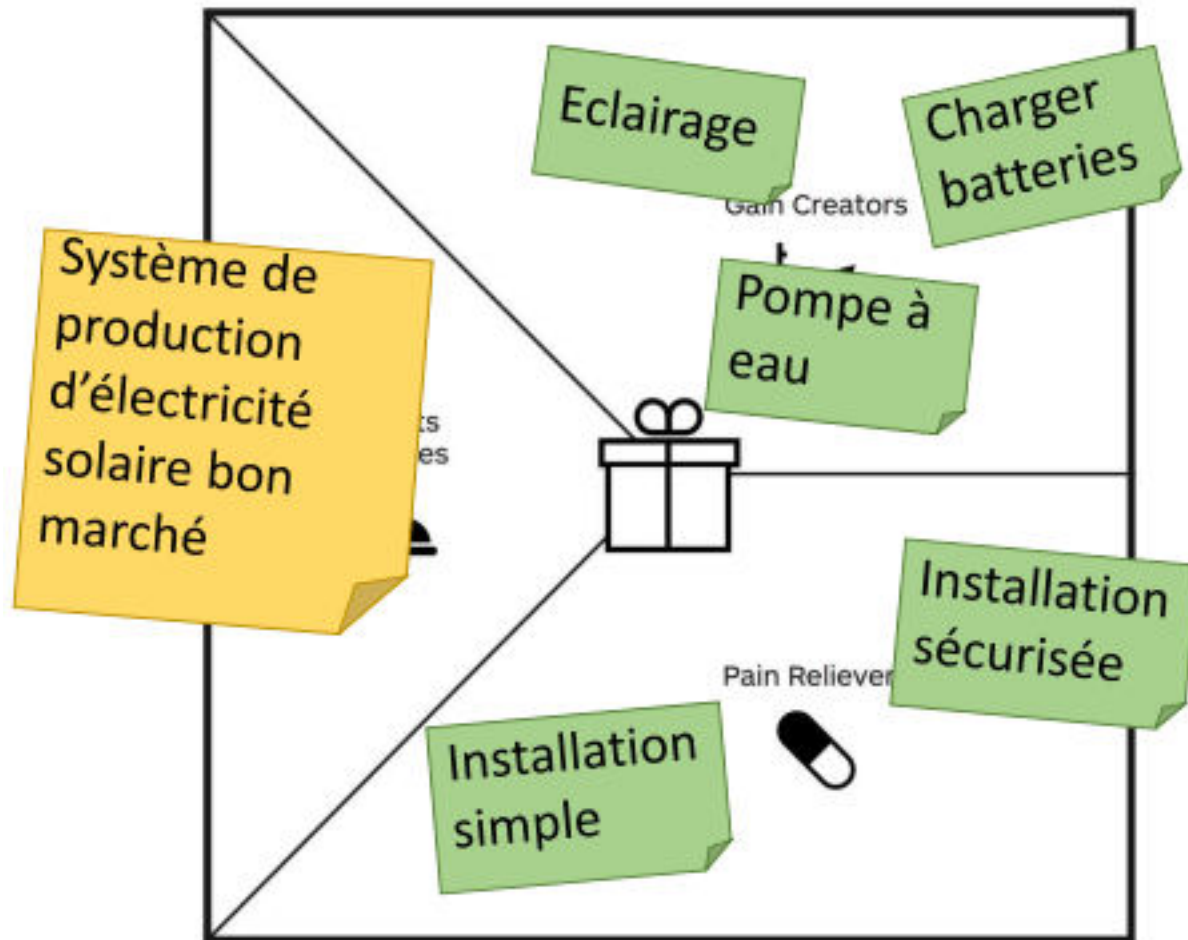 Eclairage
Charger
batteries
Gain Creators
Pompe à
eau
Système de
production
d'électricité
solaire bon
marché
Installation
sécurisée
Pain Reliever
Installation
simple